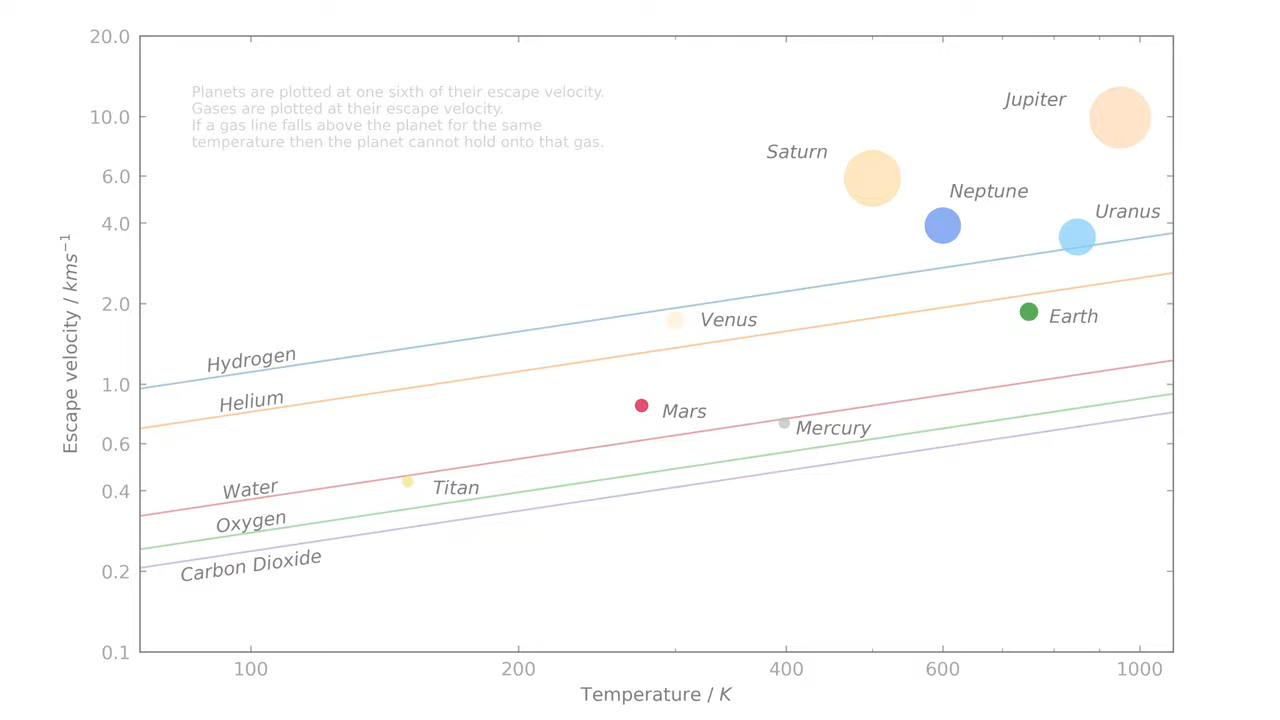 20.0
10.0
6.0
4.0
2.0
1.0
0.6
0.4
0.2
0.1
Escape velocity / kms⁻¹
Planets are plotted at one sixth of their escape velocity.
Gases are plotted at their escape velocity.
If a gas line falls above the planet for the same
temperature then the planet cannot hold onto that gas.
Jupiter
Saturn
Neptune
Uranus
Venus
Earth
Hydrogen
Helium
Mars
Mercury
Water
Titan
Oxygen
Carbon Dioxide
100
200
400
600
1000
Temperature / K